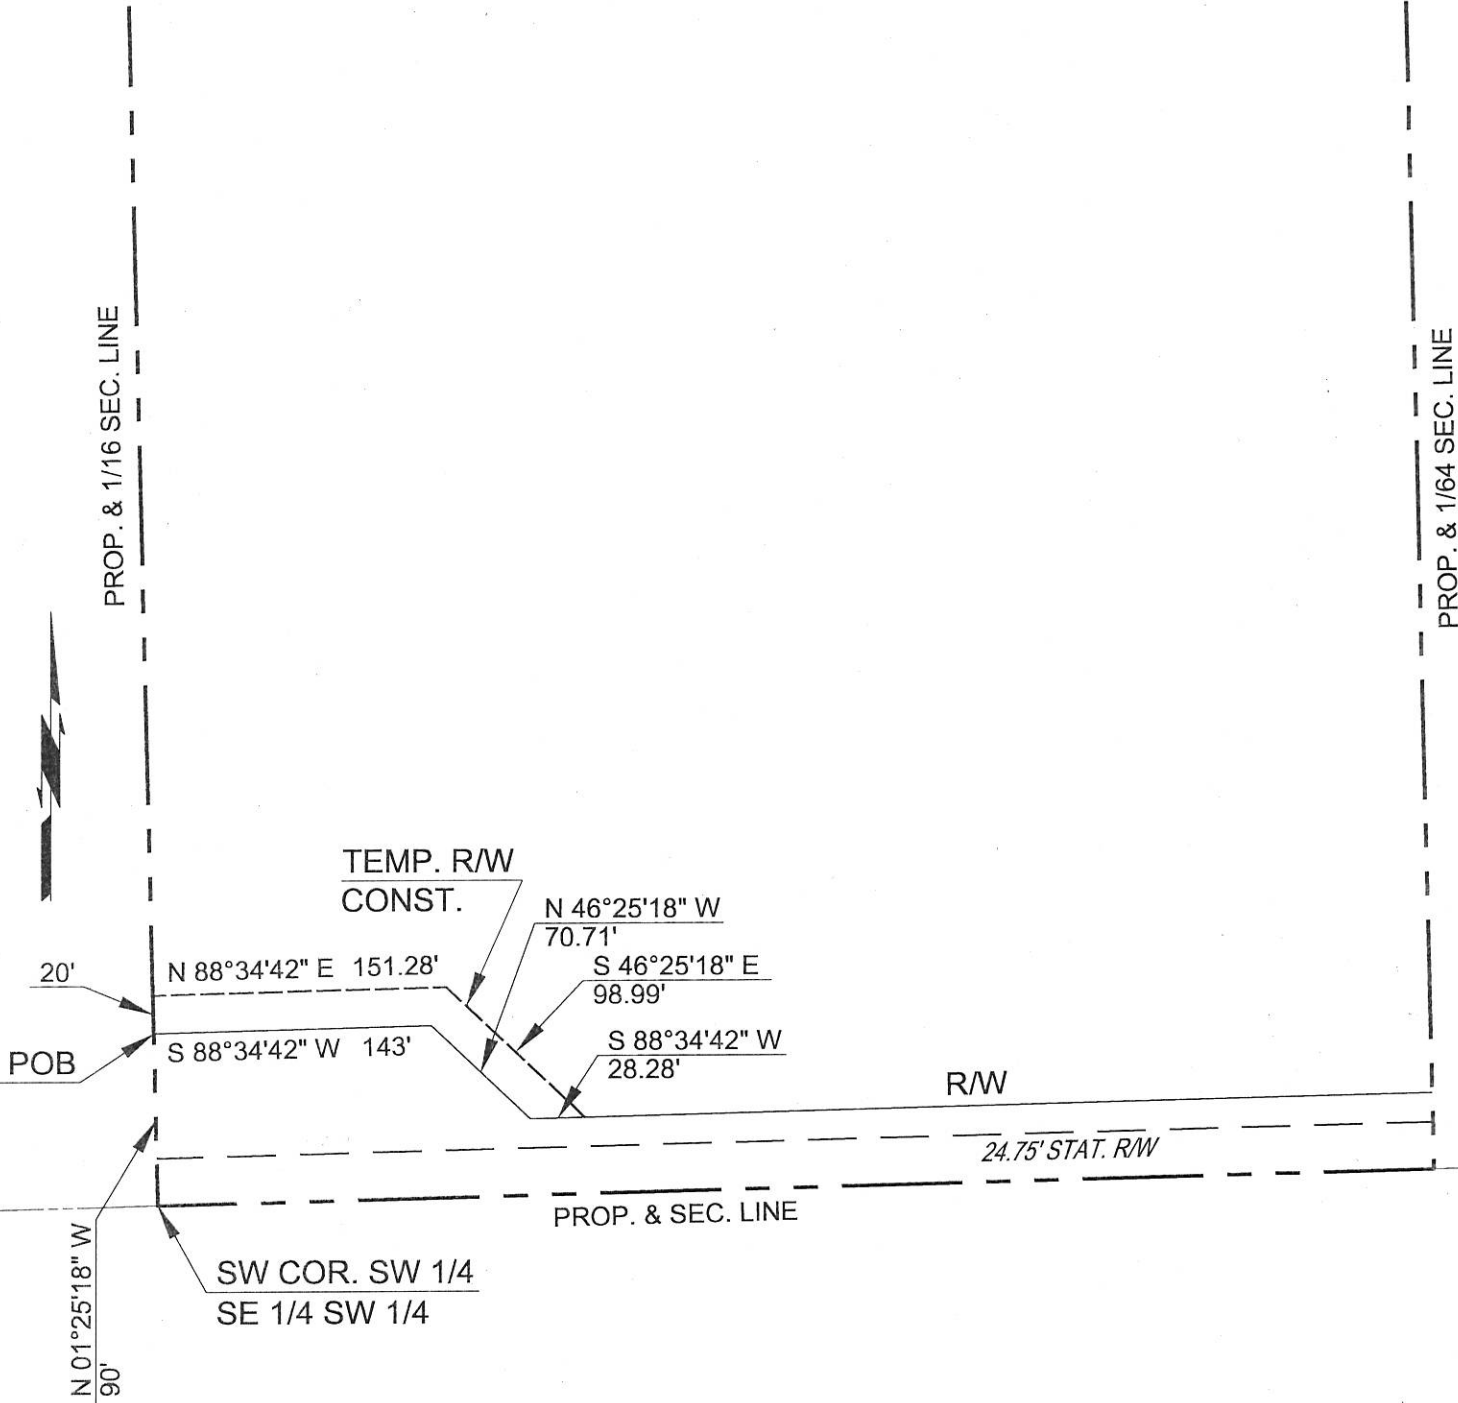 PROP. & 1/16 SEC. LINE
PROP. & 1/64 SEC. LINE
TEMP. R/W
CONST.
N 46°25'18" W
70.71'
20'
N 88°34'42" E 151.28'
S 46°25'18" E
98.99'
POB
S 88°34'42" W 143'
S 88°34'42" W
28.28'
R/W
24.75' STAT. R/W
PROP. & SEC. LINE
N 01°25'18" W
90'
SW COR. SW 1/4
SE 1/4 SW 1/4